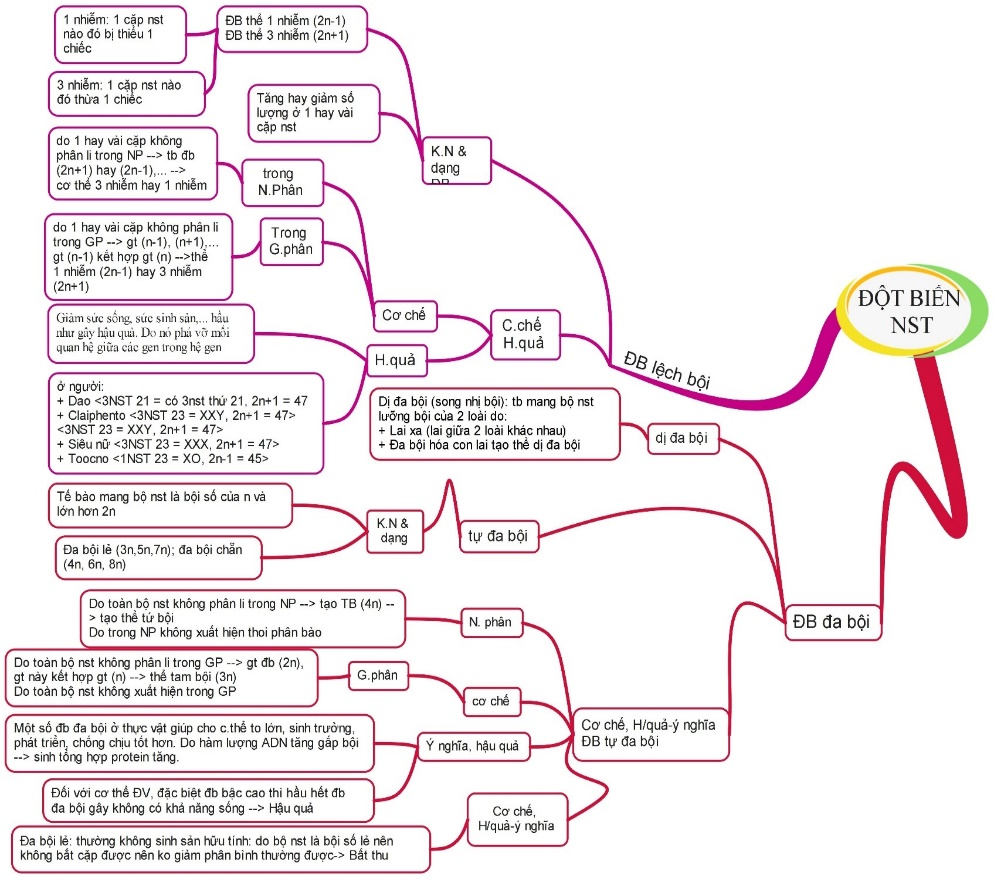 ĐỘT BIẾN
NST
ĐB lệch bội
K.N &
dạng
ĐB
ĐB thể 1 nhiễm (2n-1)
ĐB thể 3 nhiễm (2n+1)
1 nhiễm: 1 cặp nst
nào đó bị thiếu 1
chiếc
3 nhiễm: 1 cặp nst nào
đó thừa 1 chiếc
Tăng hay giảm số
lượng ở 1 hay vài
cặp nst
C.chế
H.quả
Cơ chế
trong
N.Phân
do 1 hay vài cặp không
phân li trong NP --> tb đb
(2n+1) hay (2n-1),... -->
cơ thể 3 nhiễm hay 1 nhiễm
Trong
G.phân
do 1 hay vài cặp không phân li
trong GP --> gt (n-1), (n+1),...
gt (n-1) kết hợp gt (n) -->thể
1 nhiễm (2n-1) hay 3 nhiễm
(2n+1)
H.quả
Giảm sức sống, sức sinh sản,... hầu
như gây hậu quả. Do nó phá vỡ mối
quan hệ giữa các gen trong hệ gen
ở người:
+ Dao <3NST 21 = có 3nst thứ 21, 2n+1 = 47
+ Claiphento <3NST 23 = XXY, 2n+1 = 47>
<3NST 23 = XXY, 2n+1 = 47>
+ Siêu nữ <3NST 23 = XXX, 2n+1 = 47>
+ Toocno <1NST 23 = XO, 2n-1 = 45>
ĐB đa bội
dị đa bội
Dị đa bội (song nhị bội): tb mang bộ nst
lưỡng bội của 2 loài do:
+ Lai xa (lai giữa 2 loài khác nhau)
+ Đa bội hóa con lai tạo thể dị đa bội
tự đa bội
K.N &
dạng
Tế bào mang bộ nst là bội số của n và
lớn hơn 2n
Đa bội lẻ (3n,5n,7n); đa bội chẵn
(4n, 6n, 8n)
Cơ chế, H/quả-ý nghĩa
ĐB tự đa bội
N. phân
Do toàn bộ nst không phân li trong NP --> tạo TB (4n) --
> tạo thể tứ bội
Do trong NP không xuất hiện thoi phân bào
cơ chế
G.phân
Do toàn bộ nst không phân li trong GP --> gt đb (2n),
gt này kết hợp gt (n) --> thể tam bội (3n)
Do toàn bộ nst không xuất hiện trong GP
Ý nghĩa, hậu quả
Một số đb đa bội ở thực vật giúp cho c.thể to lớn, sinh trưởng,
phát triển, chống chịu tốt hơn. Do hàm lượng ADN tăng gấp bội
--> sinh tổng hợp protein tăng.
Đối với cơ thể ĐV, đặc biệt đb bậc cao thi hầu hết đb
đa bội gây không có khả năng sống --> Hậu quả
Cơ chế,
H/quả-ý nghĩa
Đa bội lẻ: thường không sinh sản hữu tính: do bộ nst là bội số lẻ nên
không bắt cặp được nên ko giảm phân bình thường được-> Bất thu